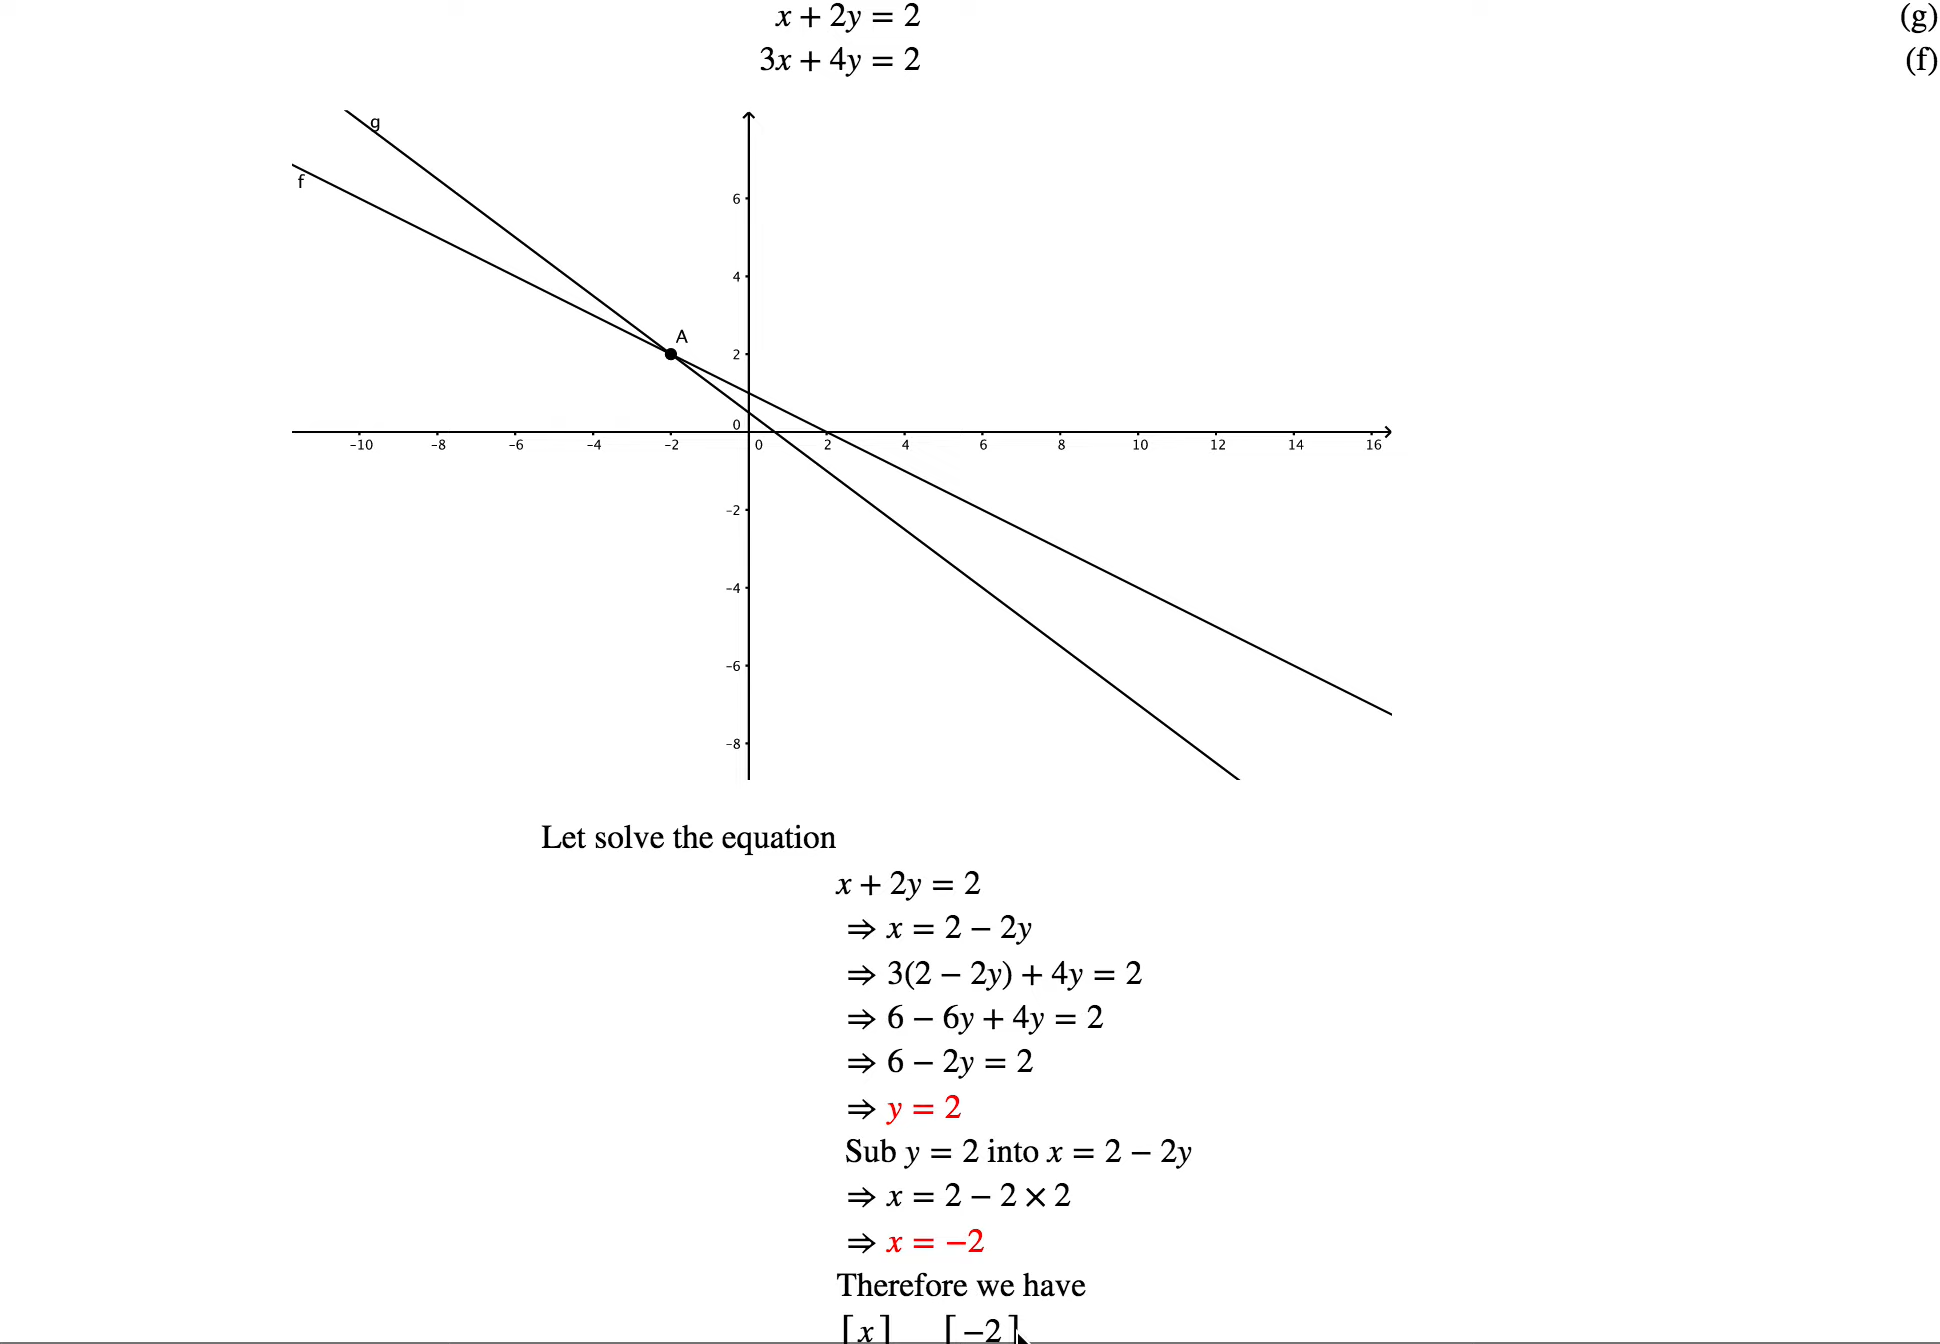 x + 2y = 2 (g)
3x + 4y = 2 (f)
g
f
6
4
A
2
0
−10 −8 −6 −4 −2 0 2 4 6 8 10 12 14 16
−2
−4
−6
−8
Let solve the equation
x + 2y = 2
⇒ x = 2 − 2y
⇒ 3(2 − 2y) + 4y = 2
⇒ 6 − 6y + 4y = 2
⇒ 6 − 2y = 2
⇒ y = 2
Sub y = 2 into x = 2 − 2y
⇒ x = 2 − 2 × 2
⇒ x = −2
Therefore we have
[x] [−2]